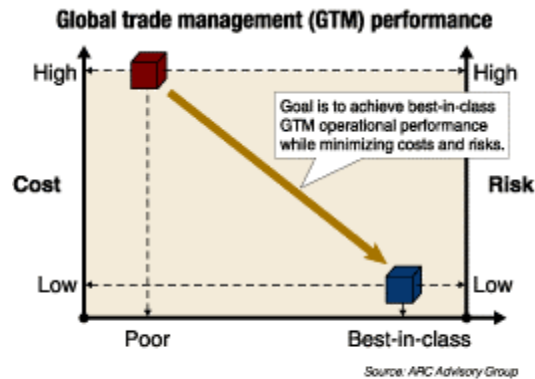 Global trade management (GTM) performance
High
High
Goal is to achieve best-in-class
GTM operational performance
while minimizing costs and risks.
Cost
Risk
Low
Low
Poor
Best-in-class
Source: ARC Advisory Group